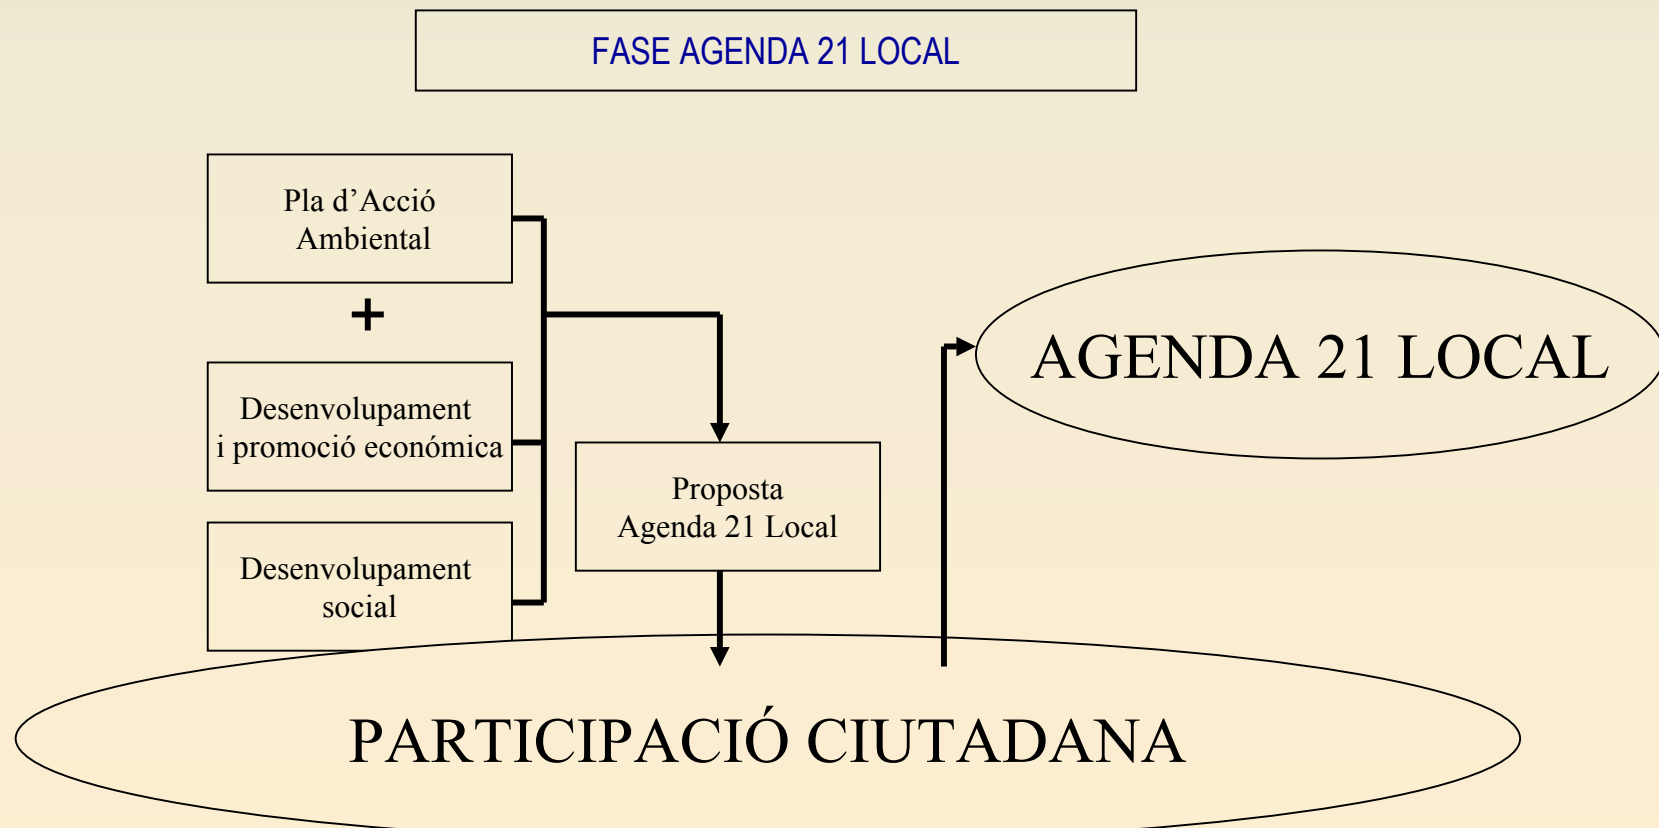 FASE AGENDA 21 LOCAL
Pla d’Acció
Ambiental
+
Desenvolupament
i promoció económica
Desenvolupament
social
Proposta
Agenda 21 Local
AGENDA 21 LOCAL
PARTICIPACIÓ CIUTADANA